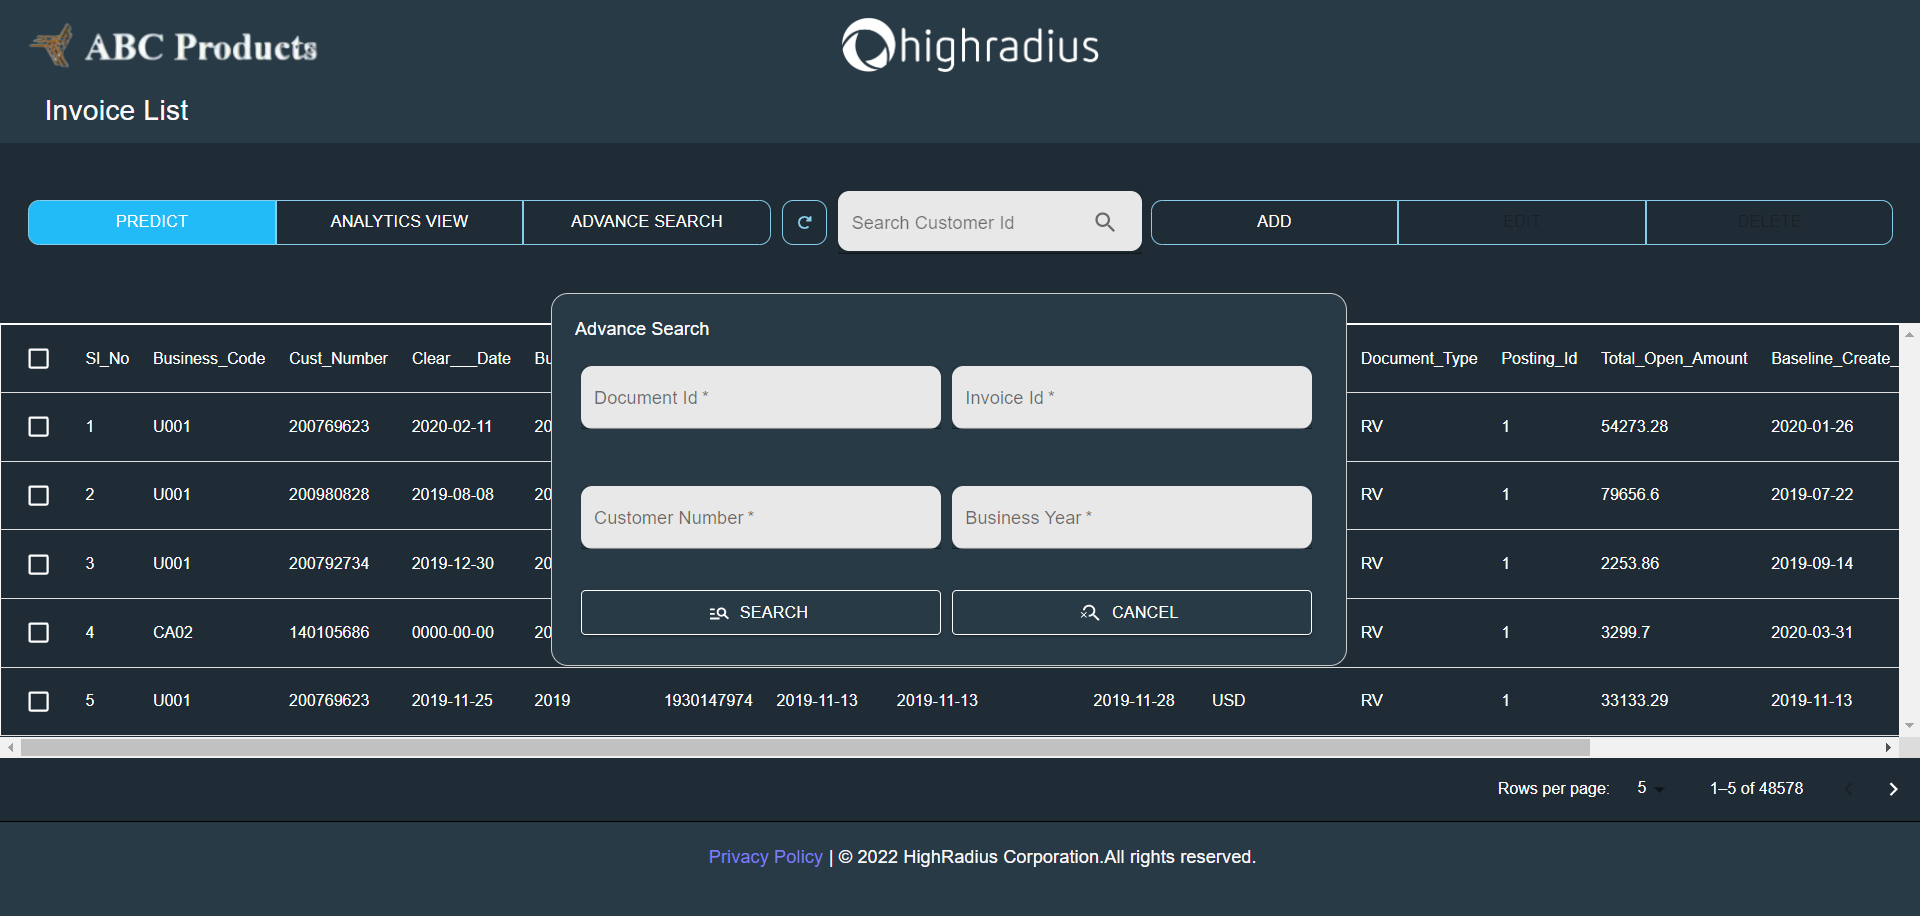 ABC Products
highradius
Invoice List
PREDICT ANALYTICS VIEW ADVANCE SEARCH Search Customer Id ADD EDIT DELETE
Advance Search
Document Id * Invoice Id *
Customer Number * Business Year *
SEARCH CANCEL
Sl_No Business_Code Cust_Number Clear___Date Bu Document_Type Posting_Id Total_Open_Amount Baseline_Create_
1 U001 200769623 2020-02-11 20 RV 1 54273.28 2020-01-26
2 U001 200980828 2019-08-08 20 RV 1 79656.6 2019-07-22
3 U001 200792734 2019-12-30 20 RV 1 2253.86 2019-09-14
4 CA02 140105686 0000-00-00 20 RV 1 3299.7 2020-03-31
5 U001 200769623 2019-11-25 2019 1930147974 2019-11-13 2019-11-13 2019-11-28 USD RV 1 33133.29 2019-11-13
Rows per page: 5 1–5 of 48578
Privacy Policy | © 2022 HighRadius Corporation.All rights reserved.